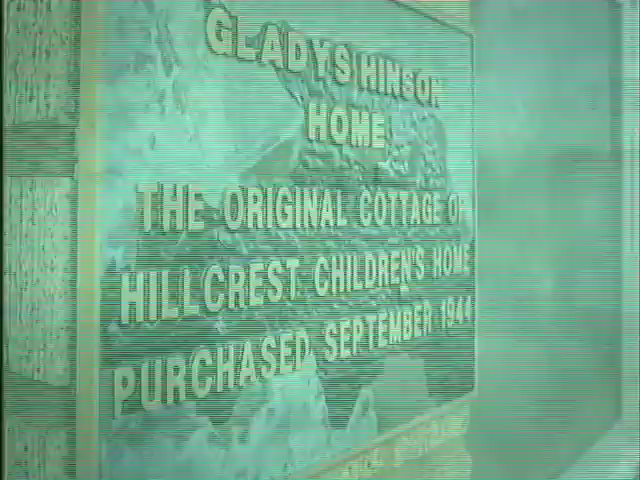 GLADYS HINSON
HOME
THE ORIGINAL COTTAGE OF
HILLCREST CHILDREN'S HOME
PURCHASED SEPTEMBER 1944